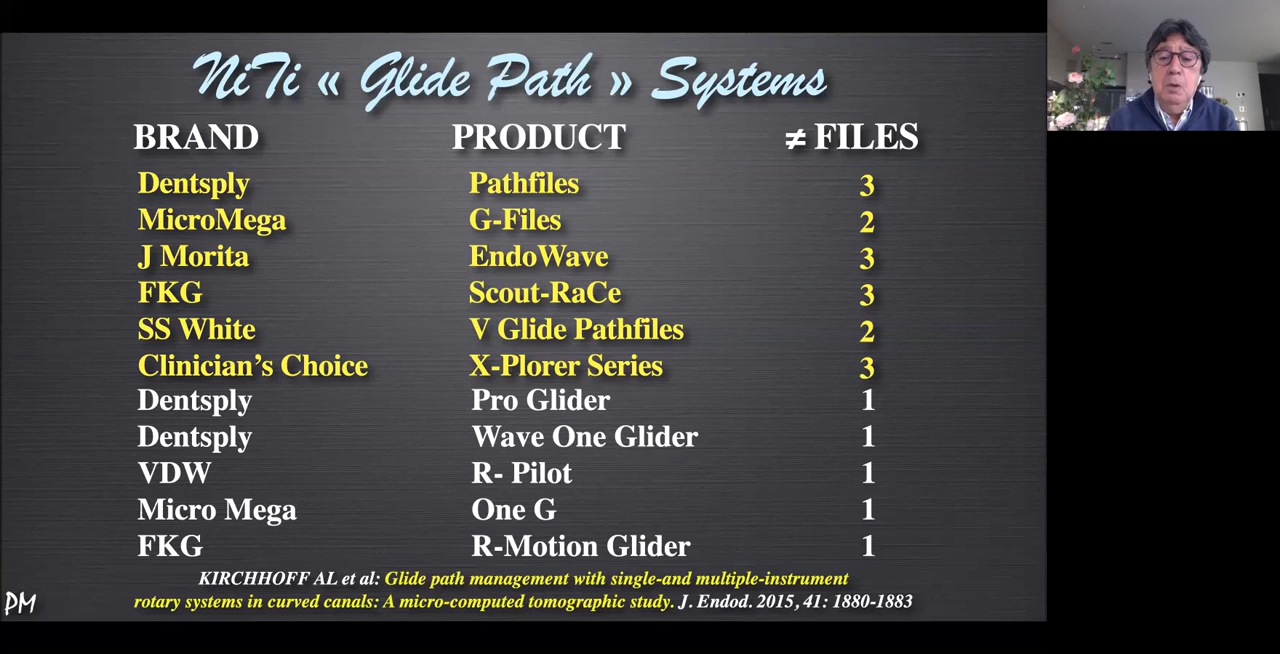 NiTi « Glide Path » Systems
BRAND PRODUCT ≠ FILES
Dentsply Pathfiles 3
MicroMega G-Files 2
J Morita EndoWave 3
FKG Scout-RaCe 3
SS White V Glide Pathfiles 2
Clinician’s Choice X-Plorer Series 3
Dentsply Pro Glider 1
Dentsply Wave One Glider 1
VDW R- Pilot 1
Micro Mega One G 1
FKG R-Motion Glider 1
KIRCHHOFF AL et al: Glide path management with single-and multiple-instrument
rotary systems in curved canals: A micro-computed tomographic study. J. Endod. 2015, 41: 1880-1883
PM